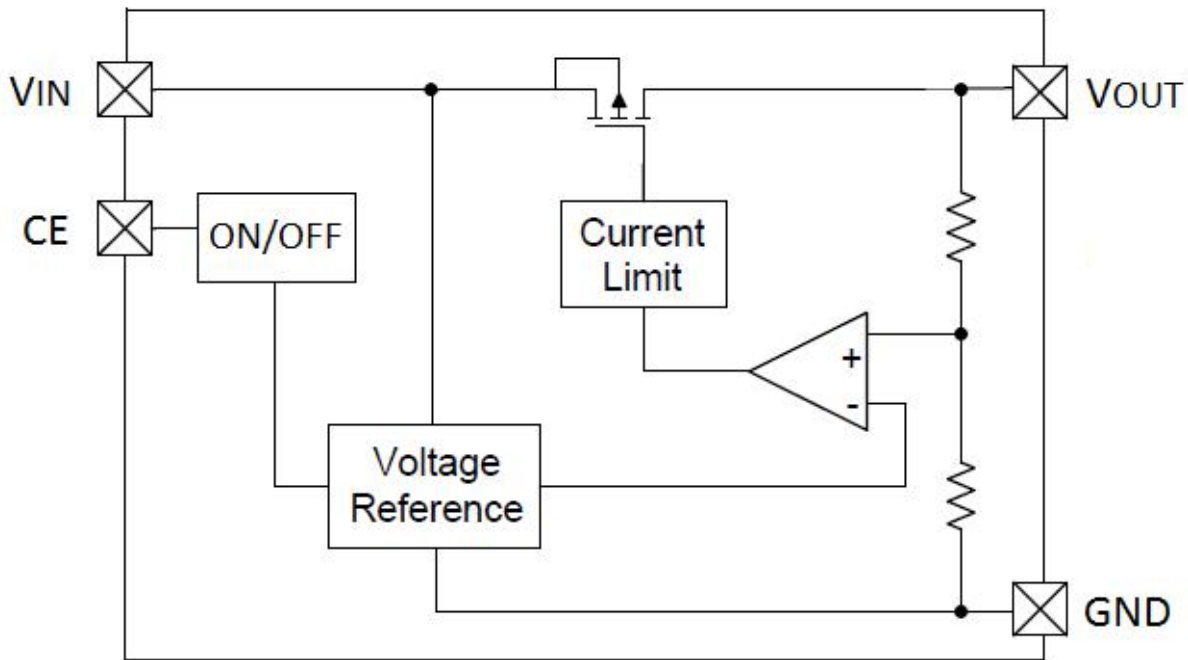 VIN
VOUT
CE
ON/OFF
Current
Limit
+
-
Voltage
Reference
GND